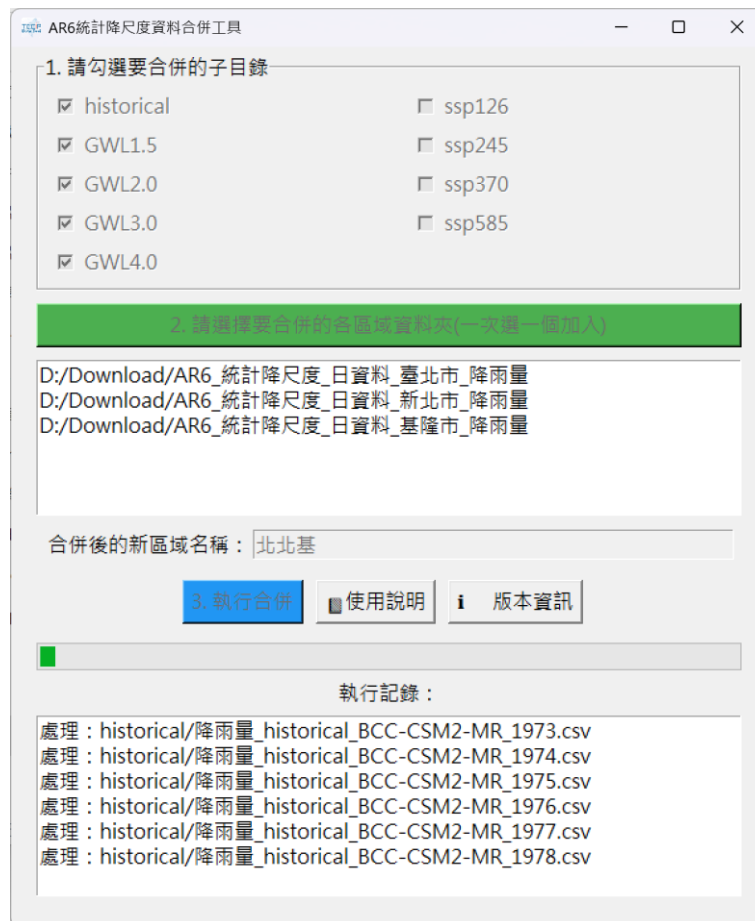 AR6統計降尺度資料合併工具
1. 請勾選要合併的子目錄
historical
ssp126
GWL1.5
ssp245
GWL2.0
ssp370
GWL3.0
ssp585
GWL4.0
2. 請選擇要合併的各區域資料夾(一次選一個加入)
D:/Download/AR6_統計降尺度_日資料_臺北市_降雨量
D:/Download/AR6_統計降尺度_日資料_新北市_降雨量
D:/Download/AR6_統計降尺度_日資料_基隆市_降雨量
合併後的新區域名稱：北北基
3. 執行合併 使用說明 i 版本資訊
執行記錄：
處理：historical/降雨量_historical_BCC-CSM2-MR_1973.csv
處理：historical/降雨量_historical_BCC-CSM2-MR_1974.csv
處理：historical/降雨量_historical_BCC-CSM2-MR_1975.csv
處理：historical/降雨量_historical_BCC-CSM2-MR_1976.csv
處理：historical/降雨量_historical_BCC-CSM2-MR_1977.csv
處理：historical/降雨量_historical_BCC-CSM2-MR_1978.csv